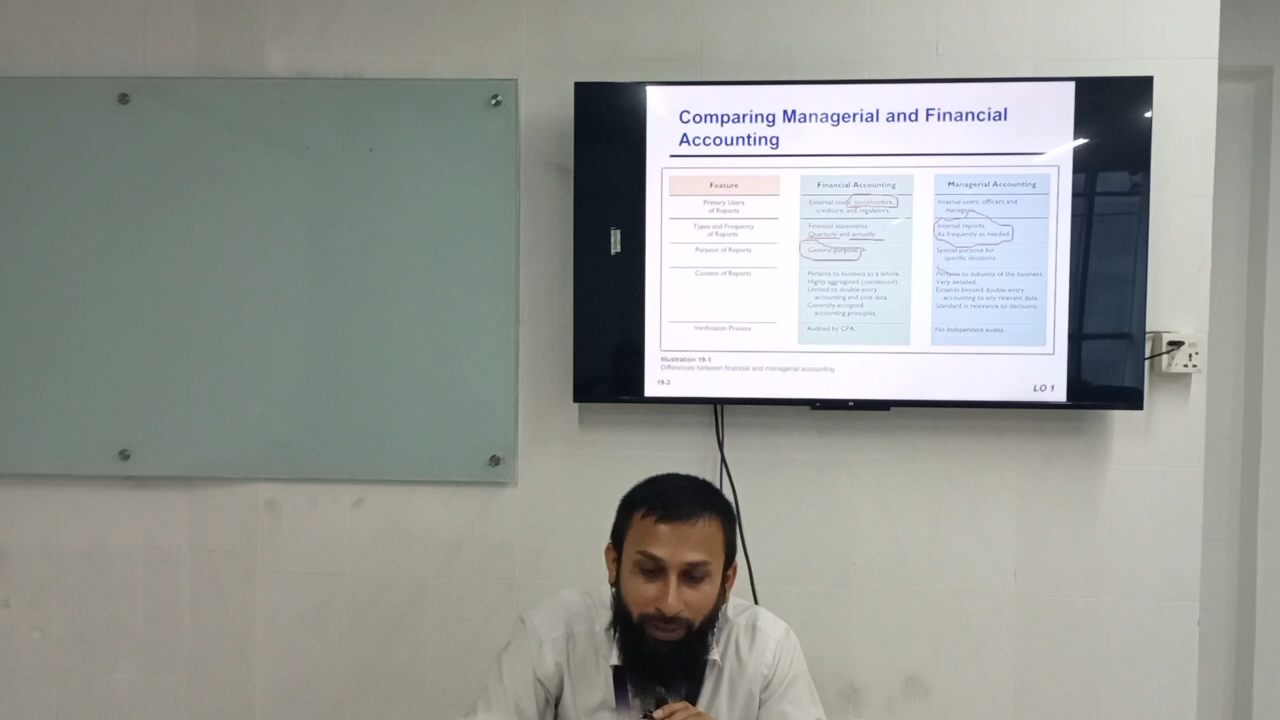 Comparing Managerial and Financial
Accounting
Feature
Financial Accounting
Managerial Accounting
Primary Users
of Reports
External users: stockholders,
creditors, and regulators.
Internal users: officers and
managers.
Types and Frequency
of Reports
Financial statements.
Quarterly and annually.
Internal reports.
As frequently as needed.
Purpose of Reports
General-purpose.
Special-purpose for
specific decisions.
Content of Reports
Pertains to business as a whole.
Highly aggregated (condensed).
Limited to double-entry
accounting and cost data.
Generally accepted
accounting principles.
Pertains to subunits of the business.
Very detailed.
Extends beyond double-entry
accounting to any relevant data.
Standard is relevance to decisions.
Verification Process
Audited by CPA.
No independent audits.
Illustration 19-1
Differences between financial and managerial accounting
19-3
LO 1